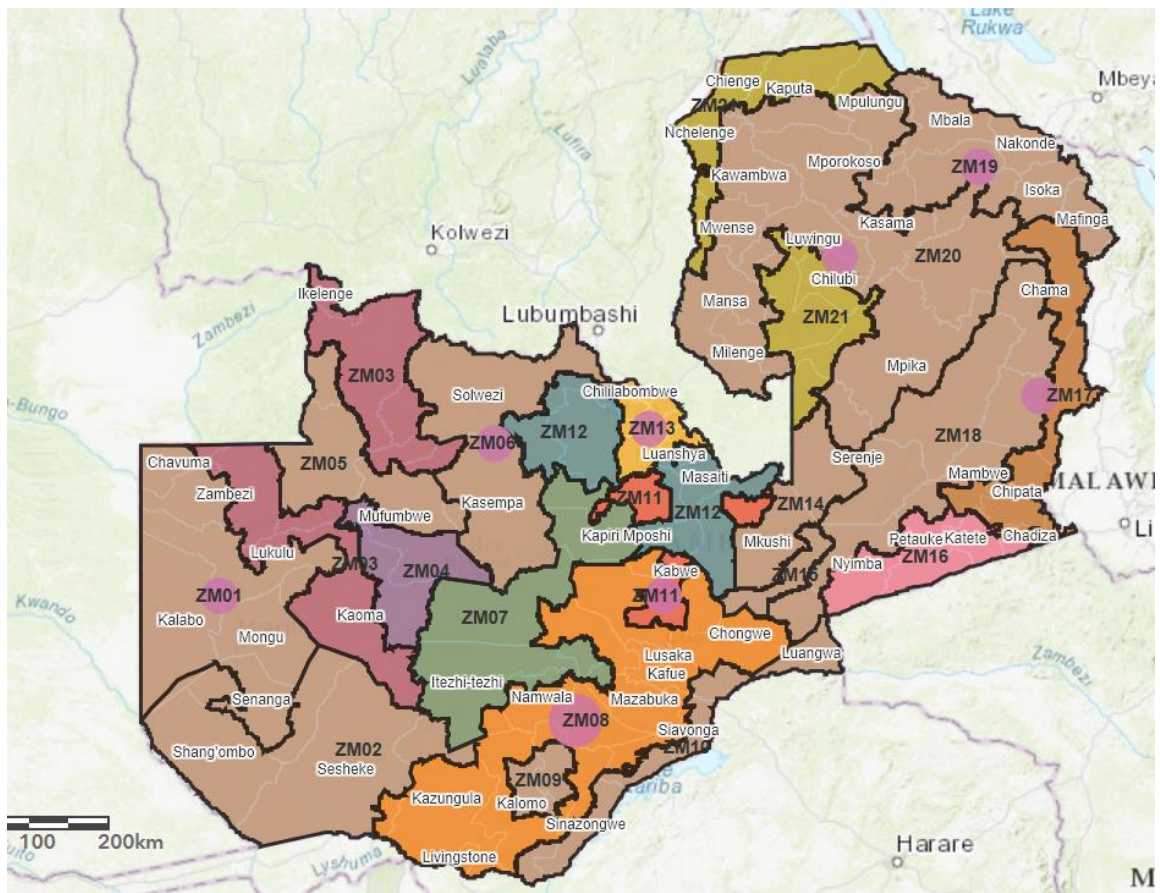 Lake
Rukwa
Mbeya
Lualaba
Lufira
Chienge
Kaputa
Mpulungu
Mbala
Nchelenge
Nakonde
Mporokoso
ZM19
Kawambwa
Isoka
Mafinga
Kasama
Mwense
Luwingu
Kolwezi
ZM20
Chilubi
Ikelenge
Chama
Mansa
Lubumbashi
ZM21
Zambezi
Milenge
Mpika
ZM03
Solwezi
Chililabombwe
ZM17
ZM13
ZM12
ZM06
ZM18
Luanshya
Serenje
Chavuma
ZM05
Masaiti
Mambwe
MALAWI
Zambezi
Kasempa
ZM11
ZM14
Chipata
ZM12
Mufumbwe
Li
Petauke
Katete
Chadiza
Kapiri Mposhi
Mkushi
Lukulu
ZM16
Nyimba
ZM03
ZM04
Kabwe
ZM15
ZM01
ZM11
Kwando
Kaoma
ZM07
Kalabo
Chongwe
Mongu
Luangwa
Lusaka
Zambezi
Kafue
Itezhi-tezhi
Senanga
Namwala
Mazabuka
ZM08
Siavonga
Shang'ombo
ZM02
ZM10
Sesheke
ZM09
Kariba
Kazungula
Kalomo
Sinazongwe
100
200km
Harare
Livingstone
Lyshuma
M